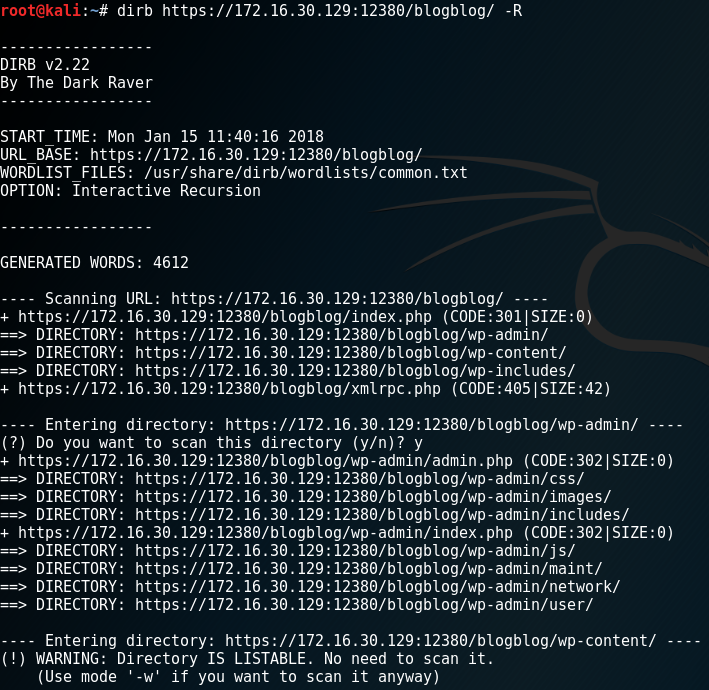 root@kali:~# dirb https://172.16.30.129:12380/blogblog/ -R
-----------------
DIRB v2.22
By The Dark Raver
-----------------
START_TIME: Mon Jan 15 11:40:16 2018
URL_BASE: https://172.16.30.129:12380/blogblog/
WORDLIST_FILES: /usr/share/dirb/wordlists/common.txt
OPTION: Interactive Recursion
-----------------
GENERATED WORDS: 4612
---- Scanning URL: https://172.16.30.129:12380/blogblog/ ----
+ https://172.16.30.129:12380/blogblog/index.php (CODE:301|SIZE:0)
==> DIRECTORY: https://172.16.30.129:12380/blogblog/wp-admin/
==> DIRECTORY: https://172.16.30.129:12380/blogblog/wp-content/
==> DIRECTORY: https://172.16.30.129:12380/blogblog/wp-includes/
+ https://172.16.30.129:12380/blogblog/xmlrpc.php (CODE:405|SIZE:42)
---- Entering directory: https://172.16.30.129:12380/blogblog/wp-admin/ ----
(?) Do you want to scan this directory (y/n)? y
+ https://172.16.30.129:12380/blogblog/wp-admin/admin.php (CODE:302|SIZE:0)
==> DIRECTORY: https://172.16.30.129:12380/blogblog/wp-admin/css/
==> DIRECTORY: https://172.16.30.129:12380/blogblog/wp-admin/images/
==> DIRECTORY: https://172.16.30.129:12380/blogblog/wp-admin/includes/
+ https://172.16.30.129:12380/blogblog/wp-admin/index.php (CODE:302|SIZE:0)
==> DIRECTORY: https://172.16.30.129:12380/blogblog/wp-admin/js/
==> DIRECTORY: https://172.16.30.129:12380/blogblog/wp-admin/maint/
==> DIRECTORY: https://172.16.30.129:12380/blogblog/wp-admin/network/
==> DIRECTORY: https://172.16.30.129:12380/blogblog/wp-admin/user/
---- Entering directory: https://172.16.30.129:12380/blogblog/wp-content/ ----
(!) WARNING: Directory IS LISTABLE. No need to scan it.
(Use mode '-w' if you want to scan it anyway)